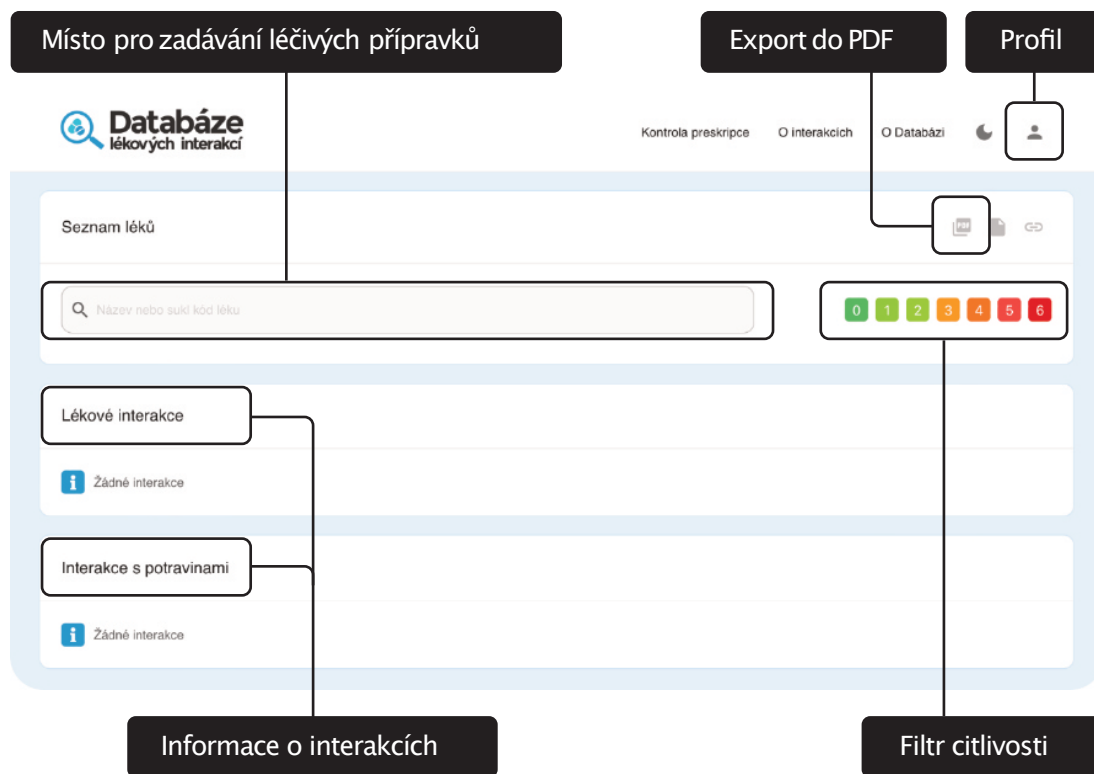 Místo pro zadávání léčivých přípravků
Export do PDF
Profil
Databáze
lékových interakcí
Kontrola preskripce
O interakcích
O Databázi
Seznam léků
PDF
Název nebo sukl kód léku
0 1 2 3 4 5 6
Lékové interakce
i Žádné interakce
Interakce s potravinami
i Žádné interakce
Informace o interakcích
Filtr citlivosti